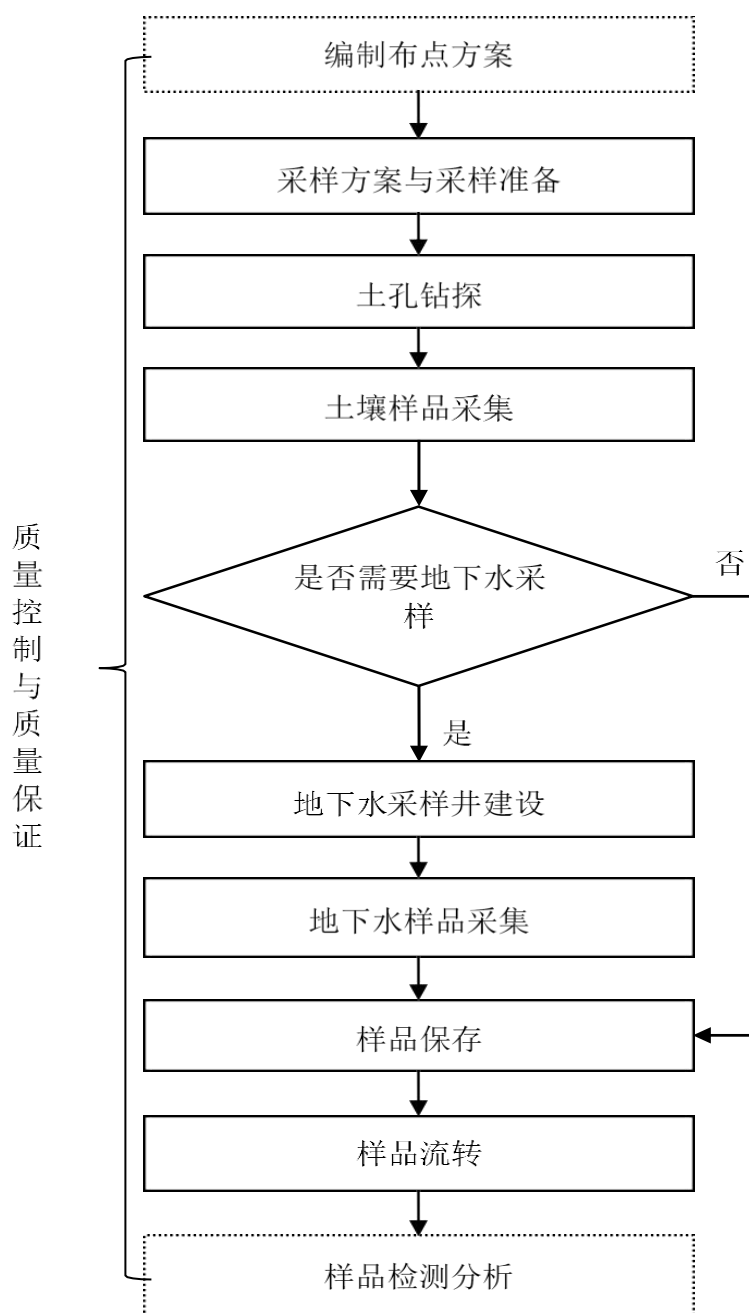 编制布点方案
采样方案与采样准备
土孔钻探
土壤样品采集
是否需要地下水采
样
否
是
地下水采样井建设
地下水样品采集
样品保存
样品流转
样品检测分析
质量控制与质量保证